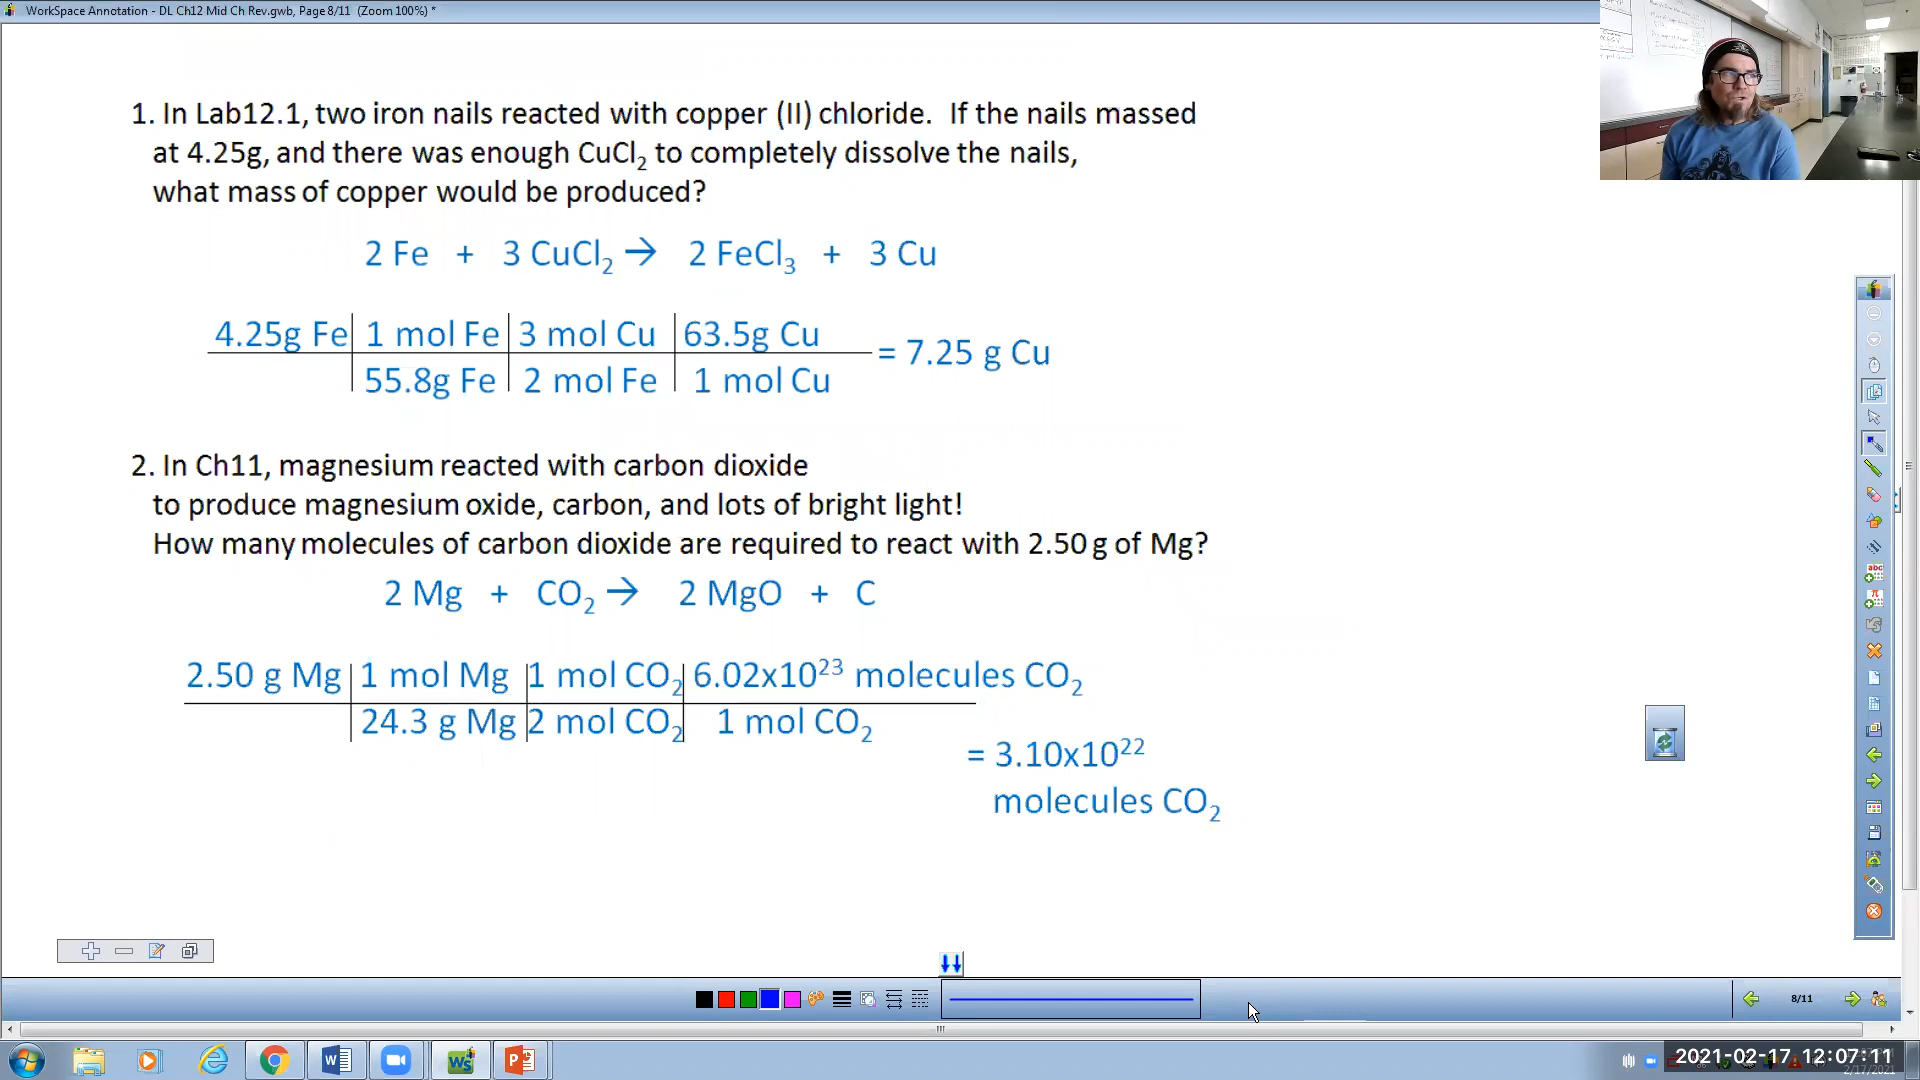 WorkSpace Annotation - DL Ch12 Mid Ch Rev.gwb, Page 8/11 (Zoom 100%) *
1. In Lab12.1, two iron nails reacted with copper (II) chloride. If the nails massed
at 4.25g, and there was enough CuCl₂ to completely dissolve the nails,
what mass of copper would be produced?
2 Fe + 3 CuCl₂ → 2 FeCl₃ + 3 Cu
4.25g Fe 1 mol Fe 3 mol Cu 63.5g Cu
55.8g Fe 2 mol Fe 1 mol Cu
= 7.25 g Cu
2. In Ch11, magnesium reacted with carbon dioxide
to produce magnesium oxide, carbon, and lots of bright light!
How many molecules of carbon dioxide are required to react with 2.50 g of Mg?
2 Mg + CO₂ → 2 MgO + C
2.50 g Mg 1 mol Mg 1 mol CO₂ 6.02x10²³ molecules CO₂
24.3 g Mg 2 mol CO₂ 1 mol CO₂
= 3.10x10²²
molecules CO₂
abc
π
8/11
W
Ws
P
2021-02-17 12:07:11
2/17/2021